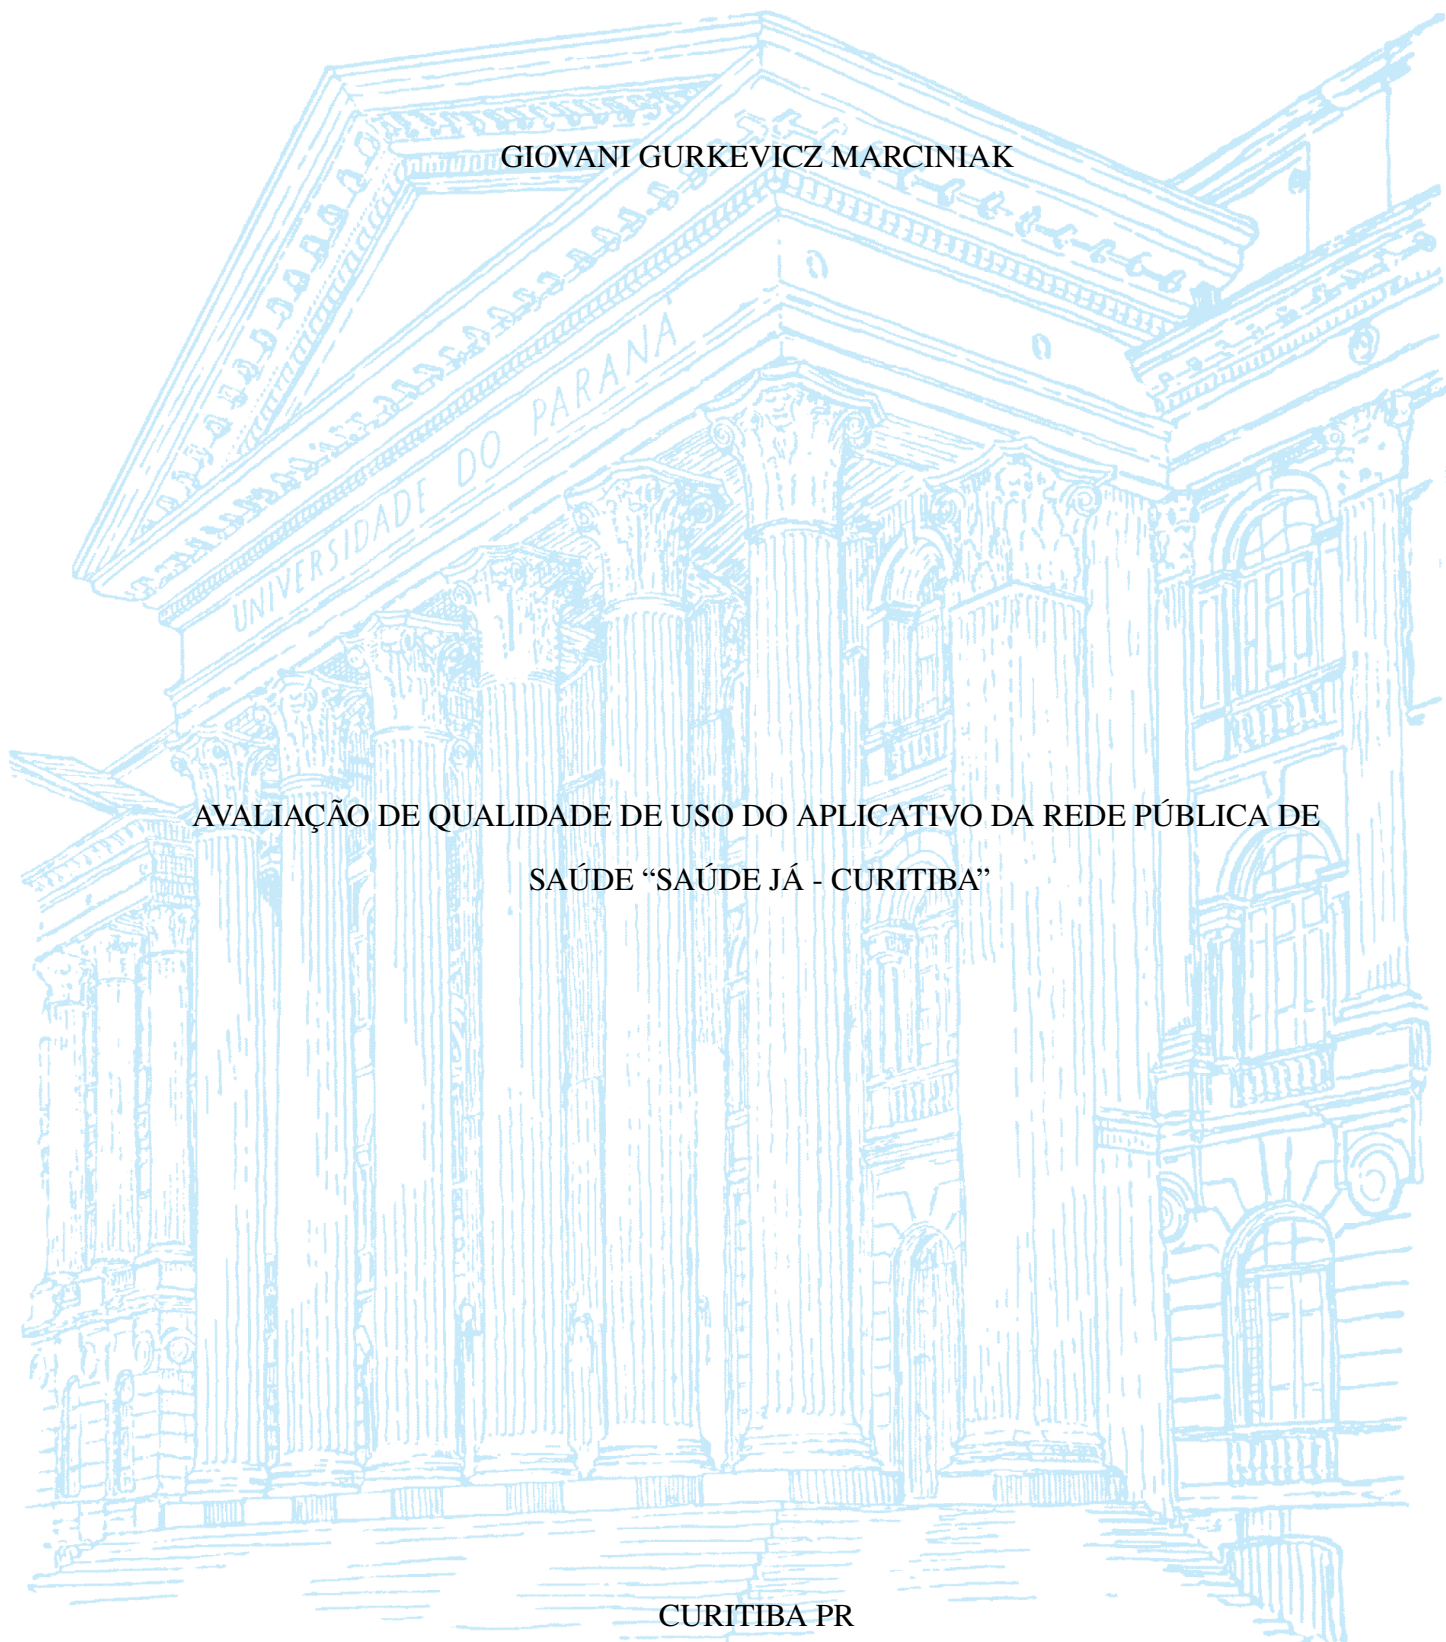 GIOVANI GURKEVICZ MARCINIAK
UNIVERSIDADE DO PARANÁ
AVALIAÇÃO DE QUALIDADE DE USO DO APLICATIVO DA REDE PÚBLICA DE
SAÚDE “SAÚDE JÁ - CURITIBA”
CURITIBA PR